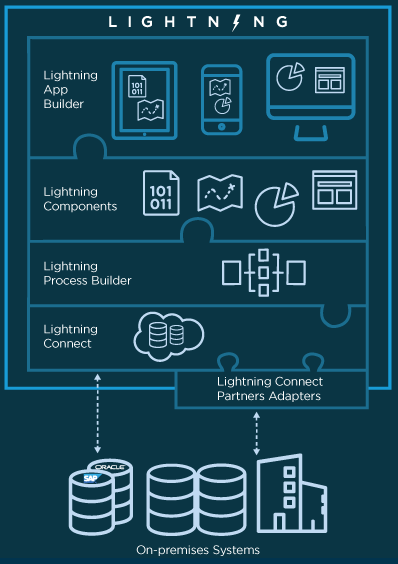 LIGHTNING
Lightning
App
Builder
101
011
Lightning
Components
101
011
Lightning
Process Builder
Lightning
Connect
Lightning Connect
Partners Adapters
ORACLE
SAP
On-premises Systems